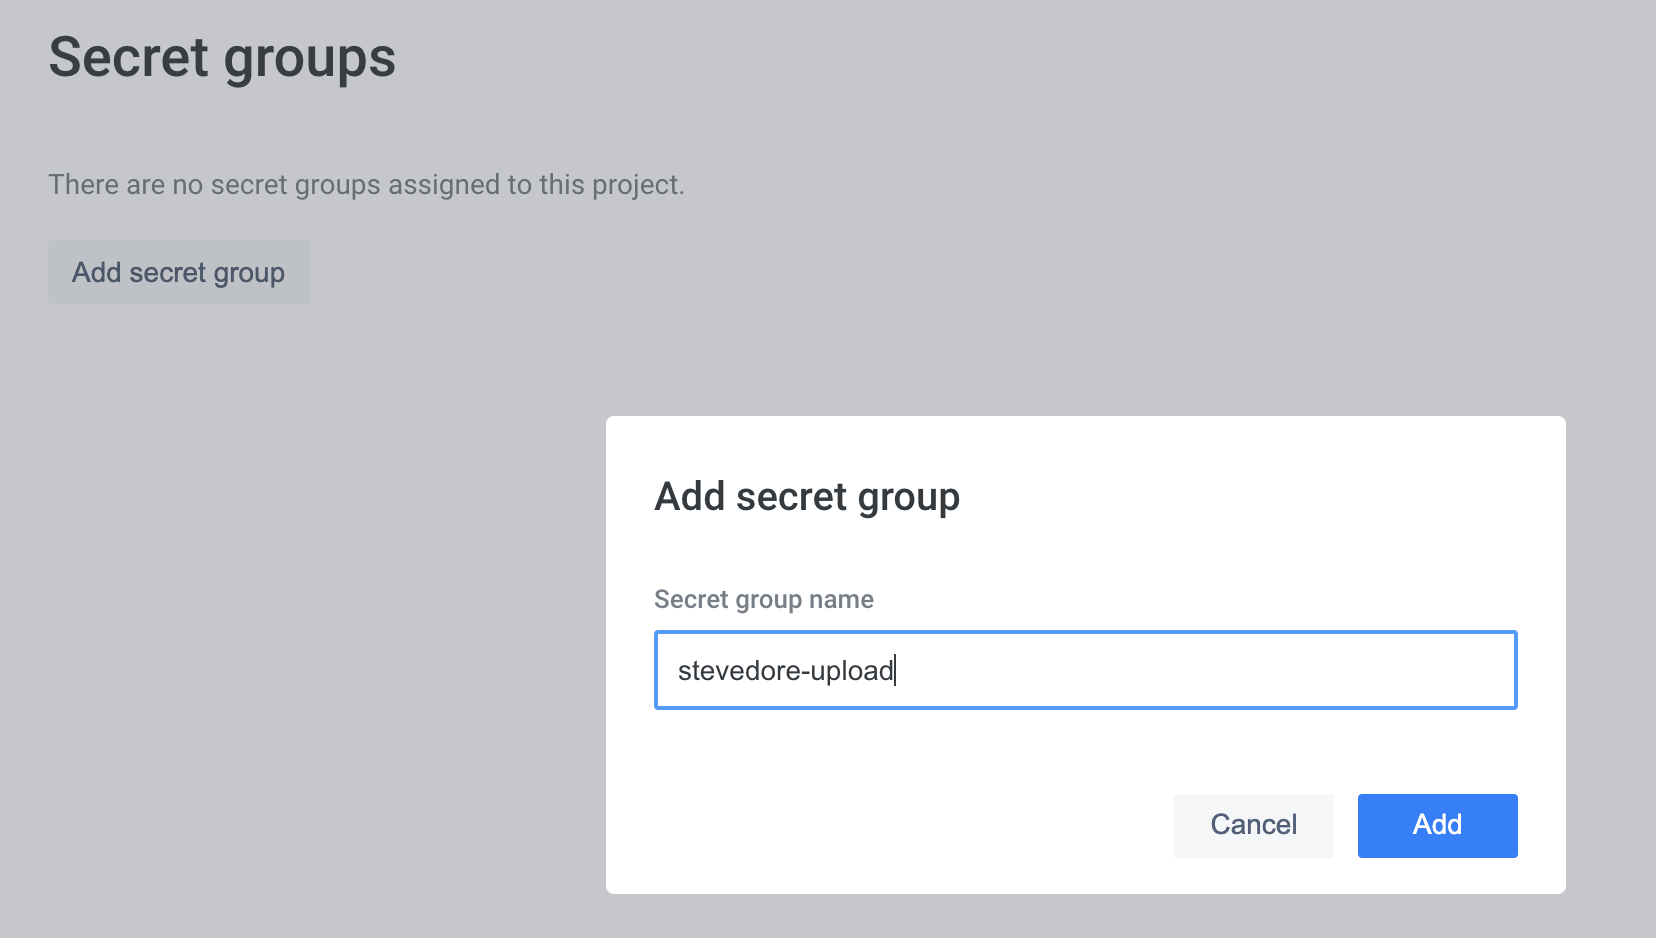 Secret groups
There are no secret groups assigned to this project.
Add secret group
Add secret group
Secret group name
stevedore-upload
Cancel
Add